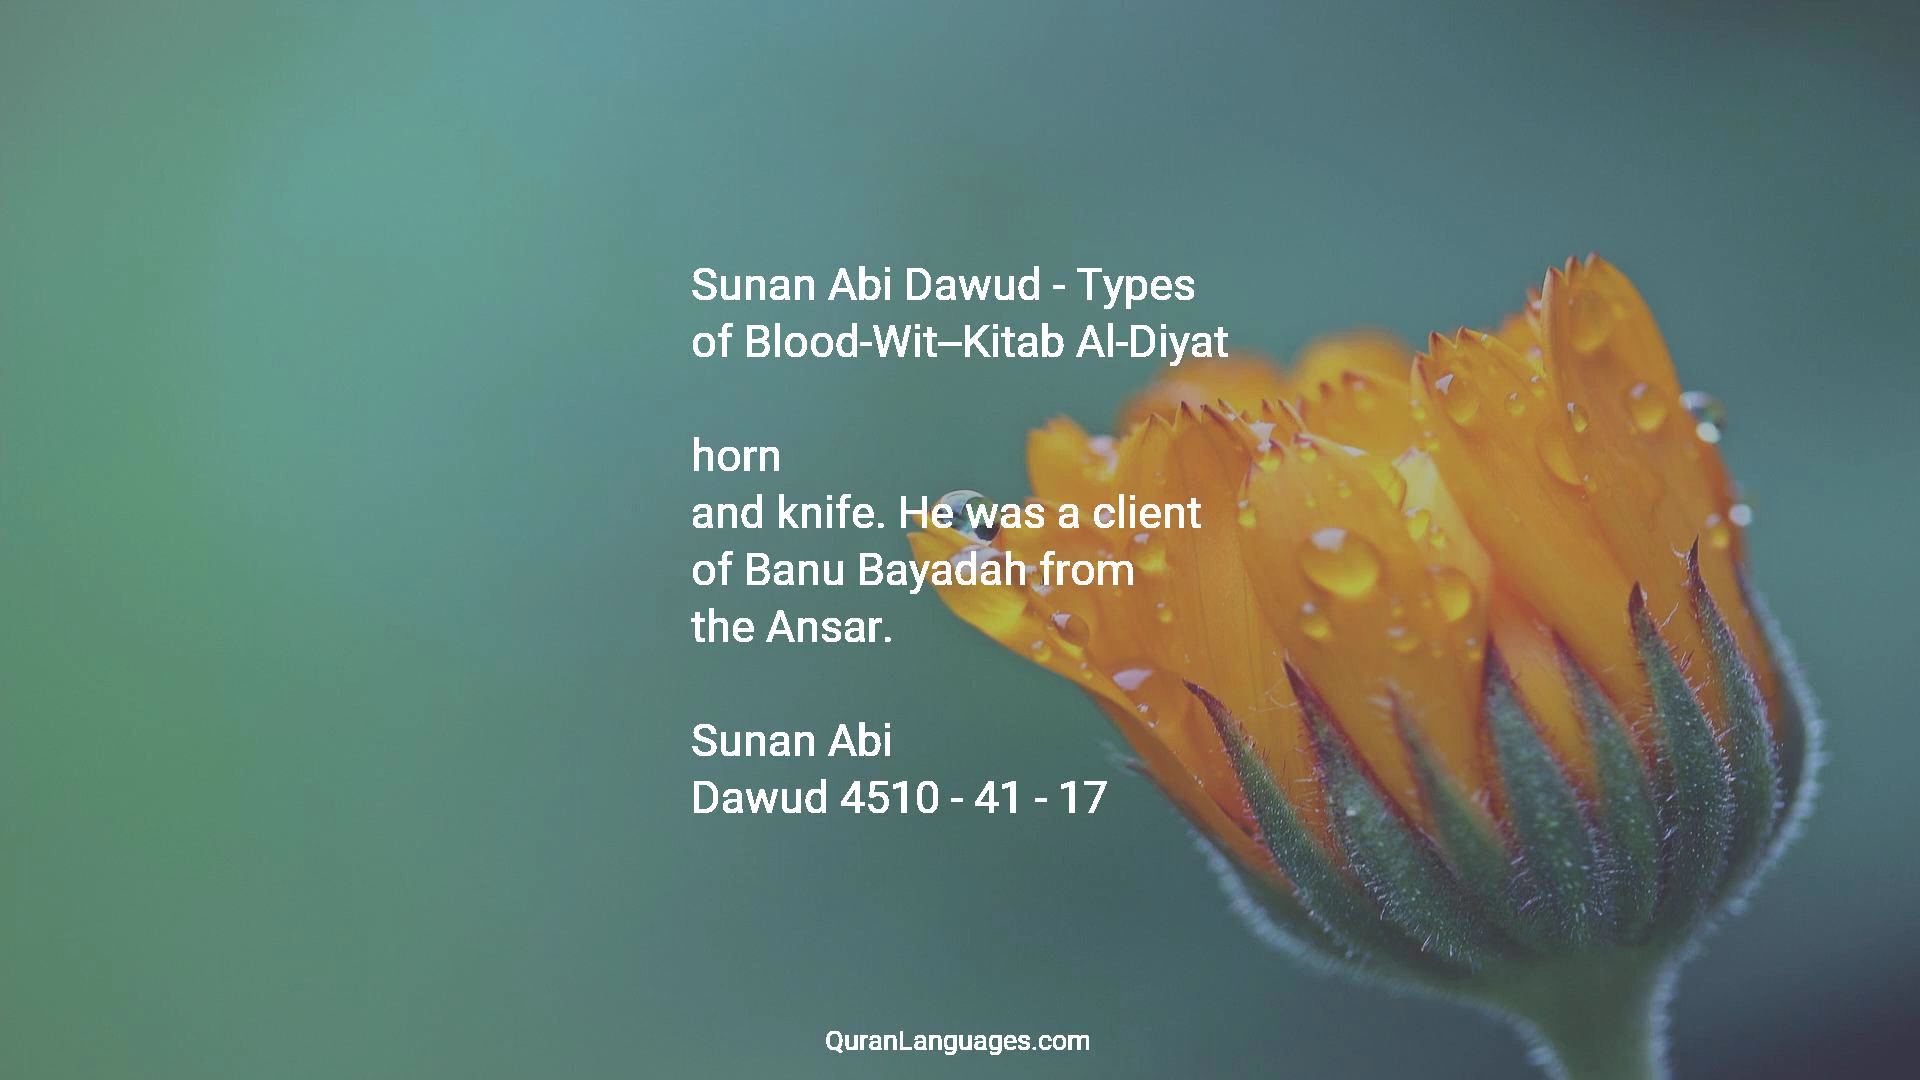 Sunan Abi Dawud - Types
of Blood-Wit–Kitab Al-Diyat
horn
and knife. He was a client
of Banu Bayadah from
the Ansar.
Sunan Abi
Dawud 4510 - 41 - 17
QuranLanguages.com